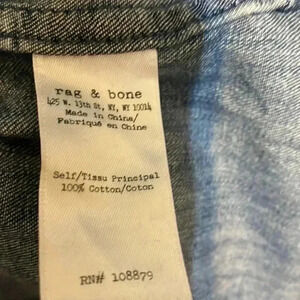 rag & bone
425 W. 13th St, NY, NY 10014
Made in China/
Fabriqué en Chine
Self/Tissu Principal
100% Cotton/Coton
RN# 108879